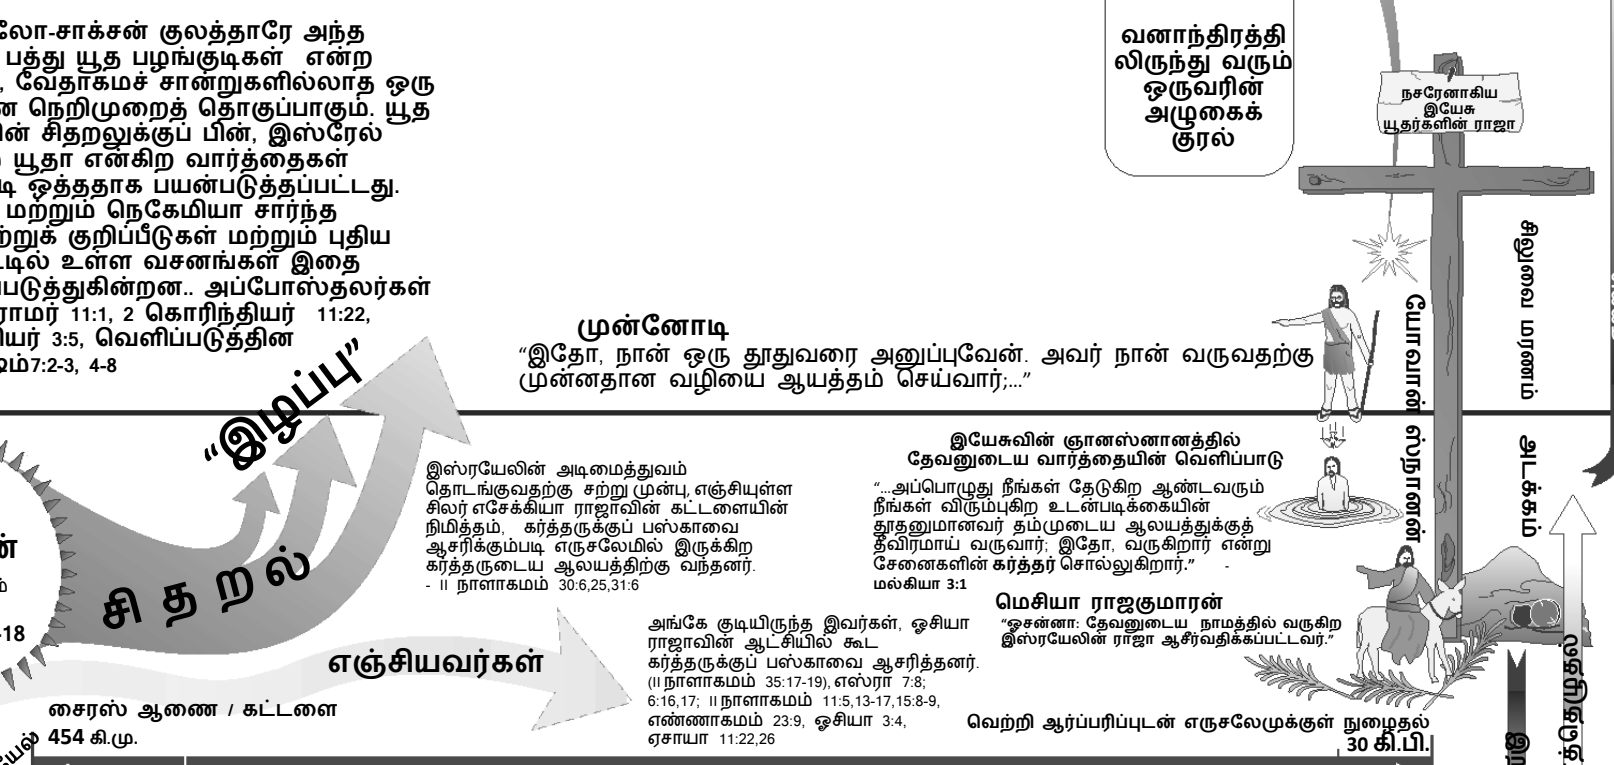 லோ-சாக்சன் குலத்தாரே அந்த
பத்து யூத பழங்குடிகள் என்ற
, வேதாகமச் சான்றுகளில்லாத ஒரு
ன நெறிமுறைத் தொகுப்பாகும். யூத
ின் சிதறலுக்குப் பின், இஸ்ரேல்
யூதா என்கிற வார்த்தைகள்
டி ஒத்ததாக பயன்படுத்தப்பட்டது.
மற்றும் நெகேமியா சார்ந்த
ற்றுக் குறிப்பீடுகள் மற்றும் புதிய
ட்டில் உள்ள வசனங்கள் இதை
படுத்துகின்றன.. அப்போஸ்தலர்கள்
ராமர் 11:1, 2 கொரிந்தியர் 11:22,
ியர் 3:5, வெளிப்படுத்தின
ம்7:2-3, 4-8
வனாந்திரத்தி
லிருந்து வரும்
ஒருவரின்
அழுகைக்
குரல்
நசரேனாகிய
இயேசு
யூதர்களின் ராஜா
சிலுவை மரணம்
அடக்கம்
யோவான் ஸ்நானன்
முன்னோடி
“இதோ, நான் ஒரு தூதுவரை அனுப்புவேன். அவர் நான் வருவதற்கு
முன்னதான வழியை ஆயத்தம் செய்வார்;...”
“இழப்பு”
சிதறல்
ன்
ம்
-18
இஸ்ரயேலின் அடிமைத்துவம்
தொடங்குவதற்கு சற்று முன்பு, எஞ்சியுள்ள
சிலர் எசேக்கியா ராஜாவின் கட்டளையின்
நிமித்தம், கர்த்தருக்குப் பஸ்காவை
ஆசரிக்கும்படி எருசலேமில் இருக்கிற
கர்த்தருடைய ஆலயத்திற்கு வந்தனர்.
- II நாளாகமம் 30:6,25,31:6
இயேசுவின் ஞானஸ்னானத்தில்
தேவனுடைய வார்த்தையின் வெளிப்பாடு
“...அப்பொழுது நீங்கள் தேடுகிற ஆண்டவரும்
நீங்கள் விரும்புகிற உடன்படிக்கையின்
தூதனுமானவர் தம்முடைய ஆலயத்துக்குத்
தீவிரமாய் வருவார்; இதோ, வருகிறார் என்று
சேனைகளின் கர்த்தர் சொல்லுகிறார்.” -
மல்கியா 3:1
எஞ்சியவர்கள்
அங்கே குடியிருந்த இவர்கள், ஓசியா
ராஜாவின் ஆட்சியில் கூட
கர்த்தருக்குப் பஸ்காவை ஆசரித்தனர்.
(II நாளாகமம் 35:17-19), எஸ்ரா 7:8;
6:16,17; II நாளாகமம் 11:5,13-17,15:8-9,
எண்ணாகமம் 23:9, ஓசியா 3:4,
ஏசாயா 11:22,26
மெசியா ராஜகுமாரன்
“ஓசன்னா: தேவனுடைய நாமத்தில் வருகிற
இஸ்ரயேலின் ராஜா ஆசீர்வதிக்கப்பட்டவர்.”
வெற்றி ஆர்ப்பரிப்புடன் எருசலேமுக்குள் நுழைதல்
30 கி.பி.
சைரஸ் ஆணை / கட்டளை
454 கி.மு.
யேல்